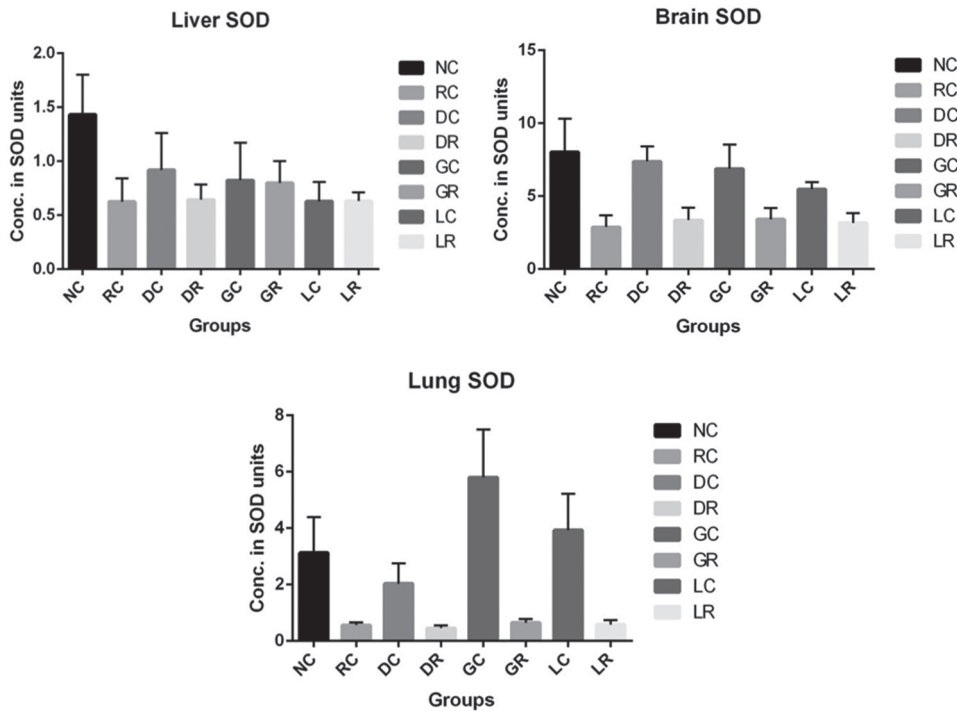 Liver SOD
Conc. in SOD units
2.0
1.5
1.0
0.5
0.0
NC
RC
DC
DR
GC
GR
LC
LR
Groups
NC
RC
DC
DR
GC
GR
LC
LR
Brain SOD
Conc. in SOD units
15
10
5
0
NC
RC
DC
DR
GC
GR
LC
LR
Groups
NC
RC
DC
DR
GC
GR
LC
LR
Lung SOD
Conc. in SOD units
8
6
4
2
0
NC
RC
DC
DR
GC
GR
LC
LR
Groups
NC
RC
DC
DR
GC
GR
LC
LR